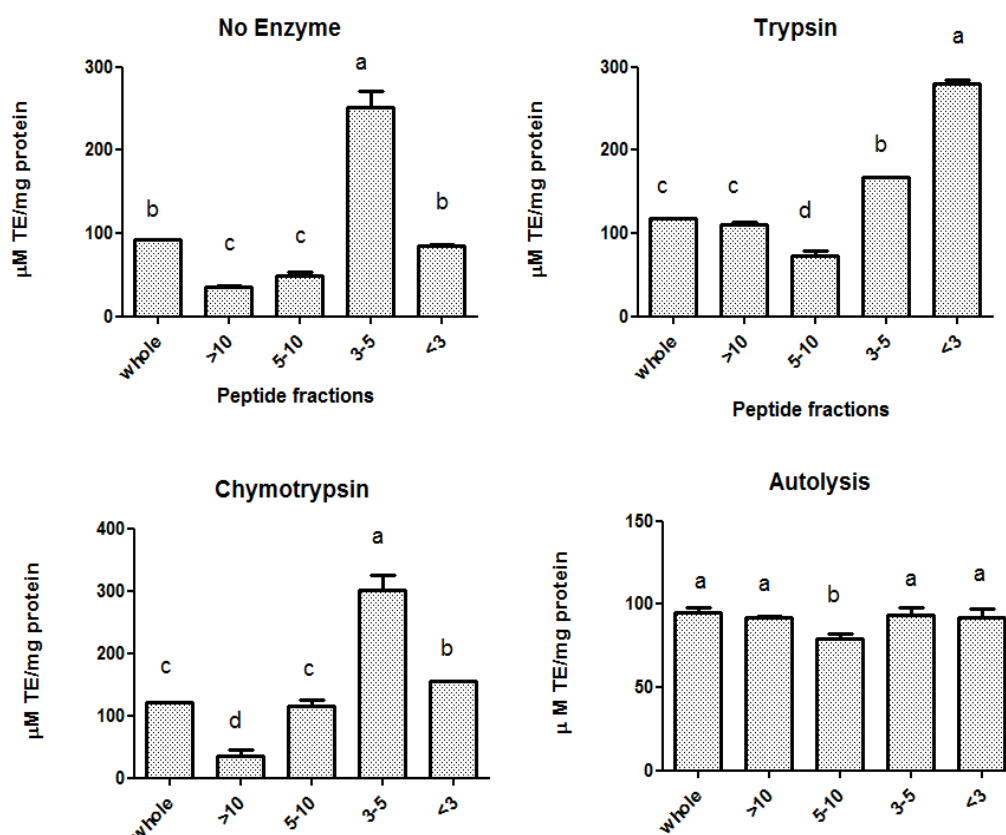 No Enzyme
μM TE/mg protein
300
200
100
0
a
b
c
c
b
whole
>10
5-10
3-5
<3
Peptide fractions
Trypsin
μM TE/mg protein
300
200
100
0
c
c
d
b
a
whole
>10
5-10
3-5
<3
Peptide fractions
Chymotrypsin
μM TE/mg protein
400
300
200
100
0
c
d
c
a
b
whole
>10
5-10
3-5
<3
Autolysis
μ M TE/mg protein
150
100
50
0
a
a
b
a
a
whole
>10
5-10
3-5
<3